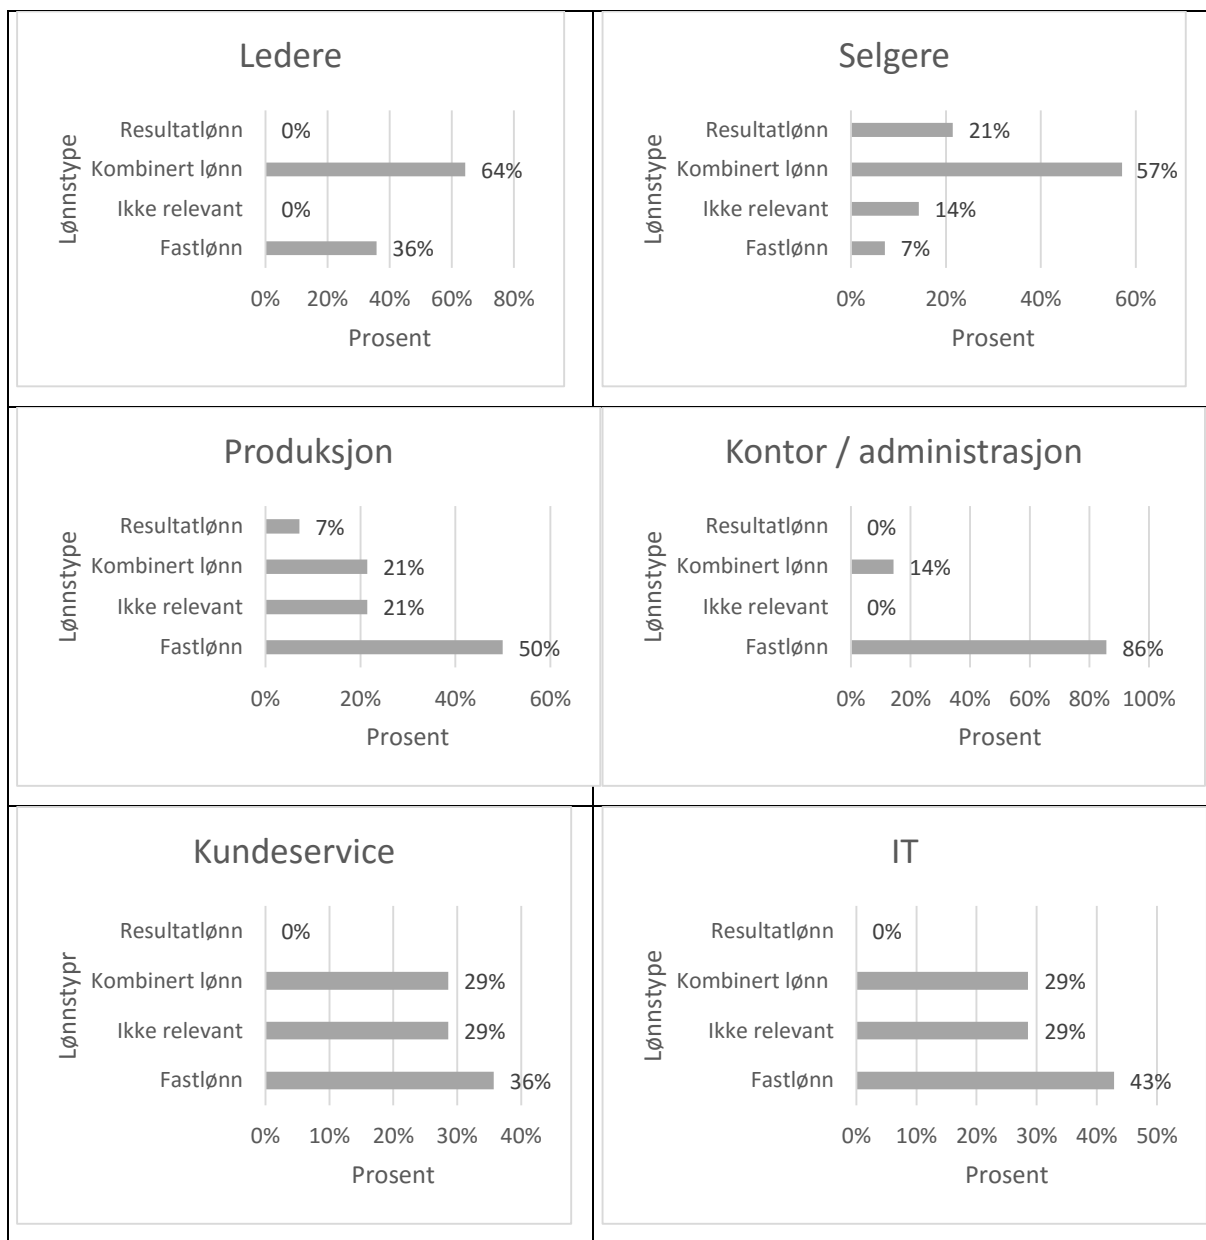 Ledere
Lønnstype
Resultatlønn 0%
Kombinert lønn 64%
Ikke relevant 0%
Fastlønn 36%
0% 20% 40% 60% 80%
Prosent
Selgere
Lønnstype
Resultatlønn 21%
Kombinert lønn 57%
Ikke relevant 14%
Fastlønn 7%
0% 20% 40% 60%
Prosent
Produksjon
Lønnstype
Resultatlønn 7%
Kombinert lønn 21%
Ikke relevant 21%
Fastlønn 50%
0% 20% 40% 60%
Prosent
Kontor / administrasjon
Lønnstype
Resultatlønn 0%
Kombinert lønn 14%
Ikke relevant 0%
Fastlønn 86%
0% 20% 40% 60% 80% 100%
Prosent
Kundeservice
Lønnstypr
Resultatlønn 0%
Kombinert lønn 29%
Ikke relevant 29%
Fastlønn 36%
0% 10% 20% 30% 40%
Prosent
IT
Lønnstype
Resultatlønn 0%
Kombinert lønn 29%
Ikke relevant 29%
Fastlønn 43%
0% 10% 20% 30% 40% 50%
Prosent